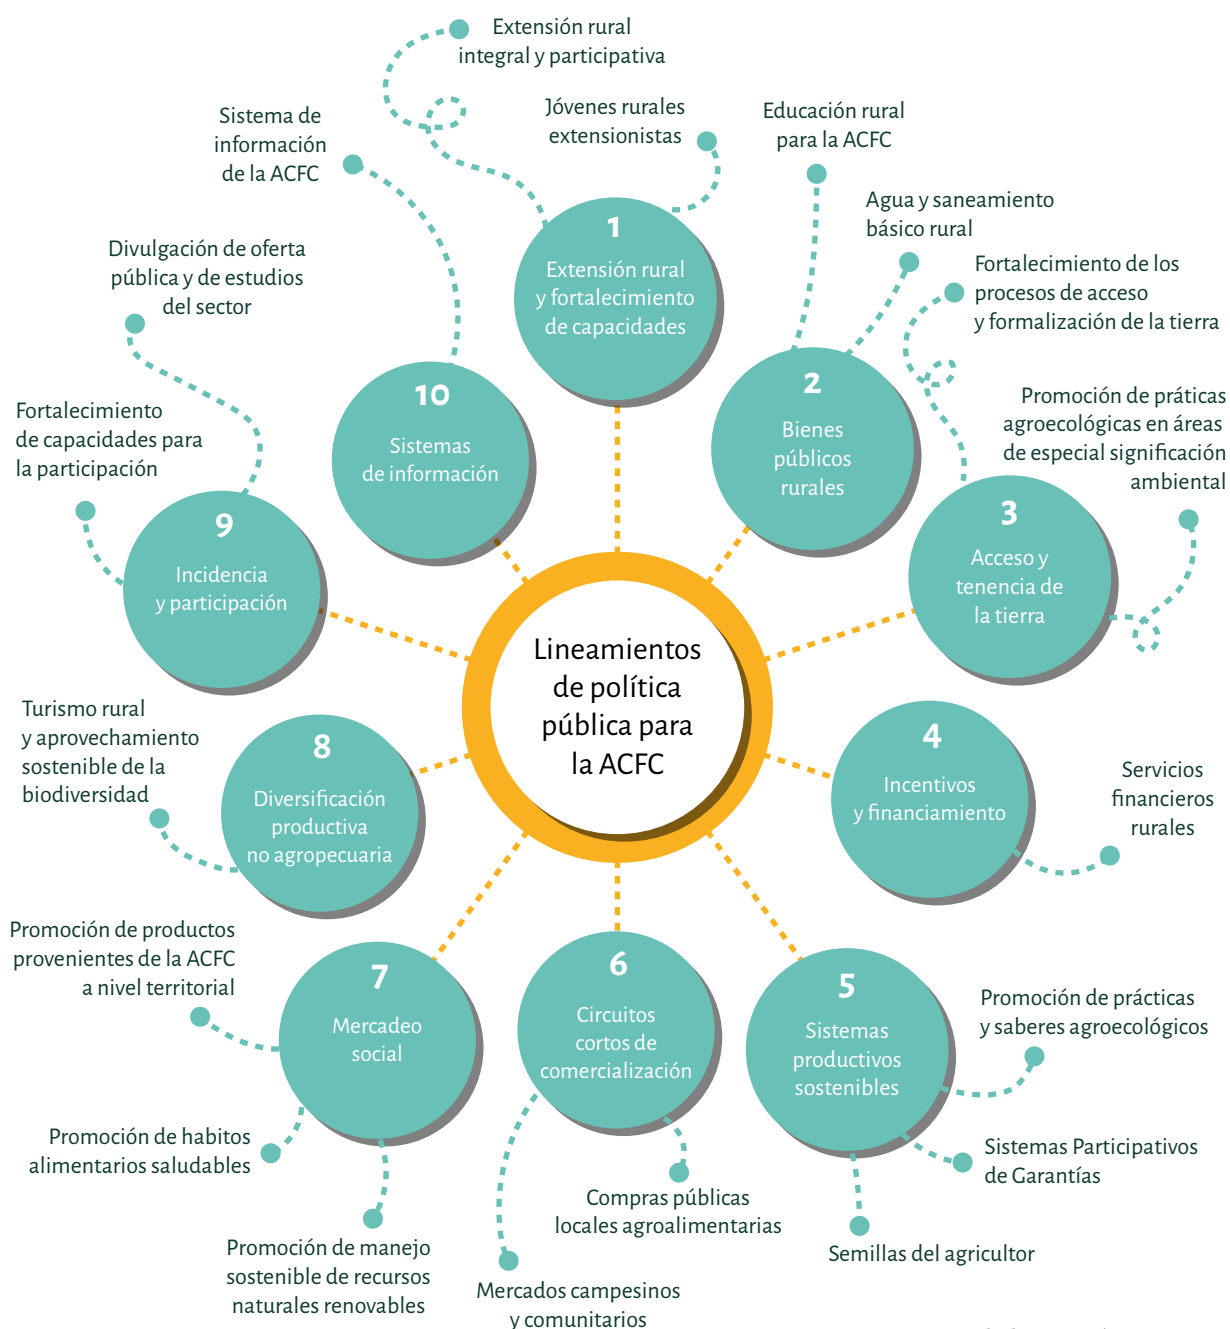 Extensión rural
integral y participativa
Jóvenes rurales
extensionistas
1
Extensión rural
y fortalecimiento
de capacidades
Educación rural
para la ACFC
Agua y saneamiento
básico rural
2
Bienes
públicos
rurales
Fortalecimiento de los
procesos de acceso
y formalización de la tierra
Promoción de práticas
agroecológicas en áreas
de especial significación
ambiental
3
Acceso y
tenencia de
la tierra
4
Incentivos
y financiamiento
Servicios
financieros
rurales
5
Sistemas
productivos
sostenibles
Promoción de prácticas
y saberes agroecológicos
Sistemas Participativos
de Garantías
Semillas del agricultor
6
Circuitos
cortos de
comercialización
Compras públicas
locales agroalimentarias
Mercados campesinos
y comunitarios
7
Mercadeo
social
Promoción de productos
provenientes de la ACFC
a nivel territorial
Promoción de habitos
alimentarios saludables
Promoción de manejo
sostenible de recursos
naturales renovables
8
Diversificación
productiva
no agropecuaria
Turismo rural
y aprovechamiento
sostenible de la
biodiversidad
9
Incidencia
y participación
Fortalecimiento
de capacidades para
la participación
Divulgación de oferta
pública y de estudios
del sector
10
Sistemas
de información
Sistema de
información
de la ACFC
Lineamientos
de política
pública para
la ACFC